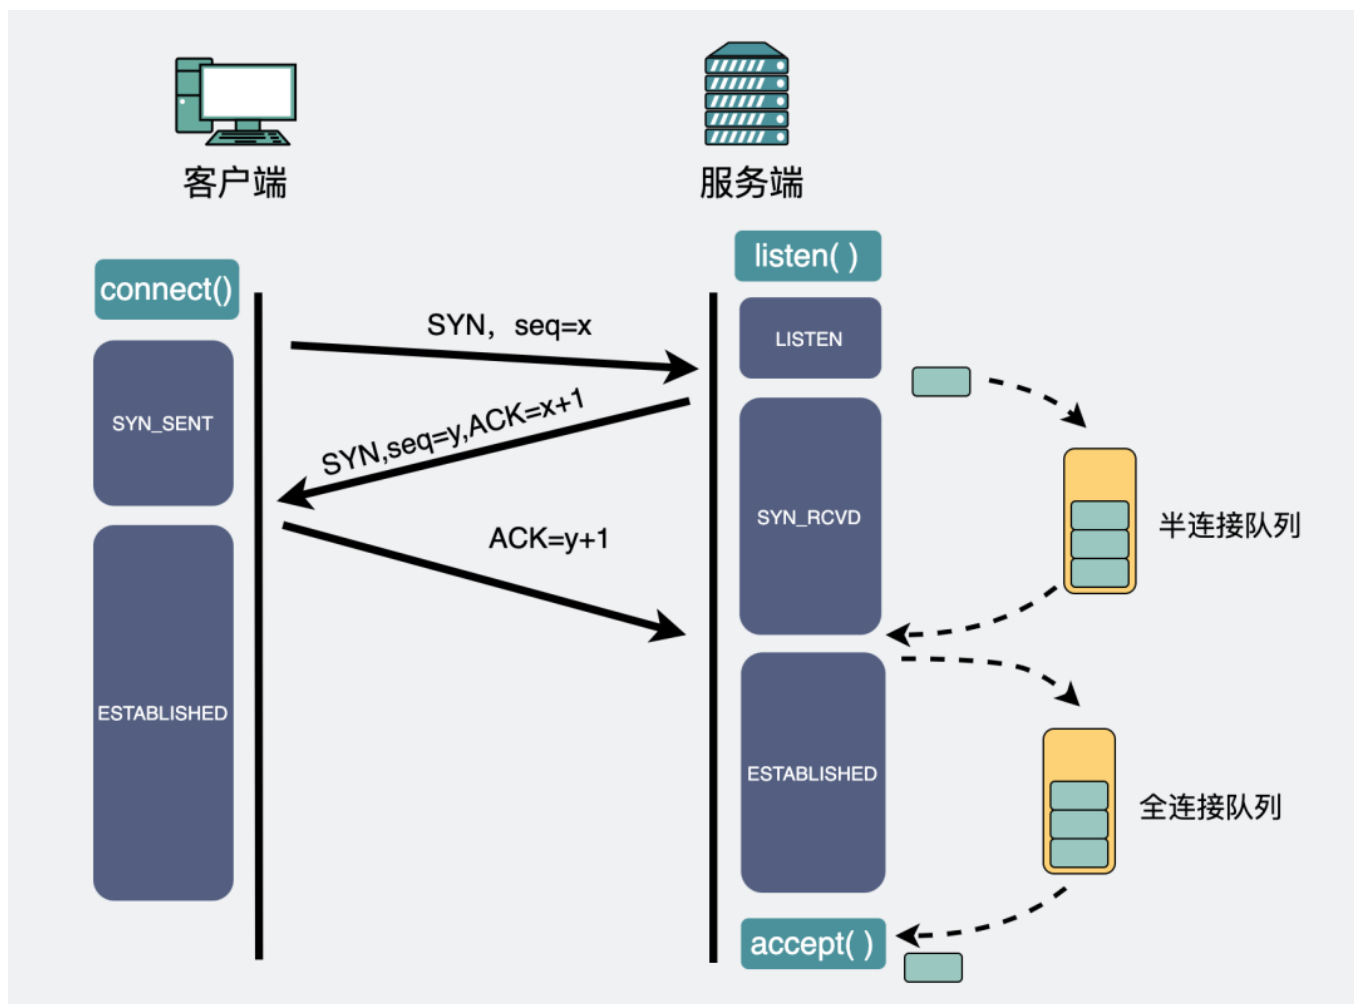 客户端
服务端
listen( )
connect()
SYN，seq=x
LISTEN
SYN_SENT
SYN,seq=y,ACK=x+1
SYN_RCVD
半连接队列
ACK=y+1
ESTABLISHED
ESTABLISHED
全连接队列
accept( )